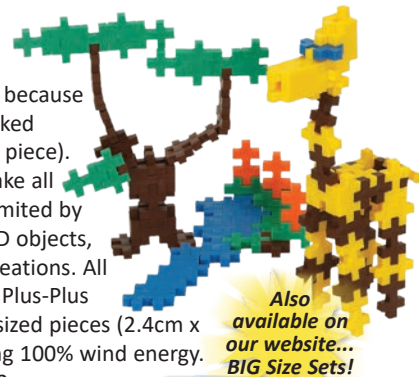 because
ked
piece).
ake all
mited by
D objects,
eations. All
Plus-Plus
sized pieces (2.4cm x
ng 100% wind energy.
Also
available on
our website...
BIG Size Sets!